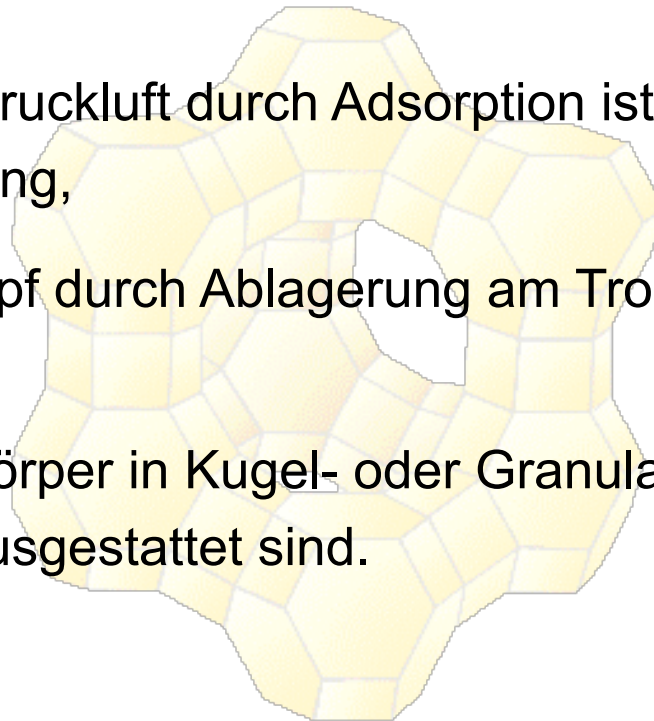 ruckluft durch Adsorption ist
ng,
pf durch Ablagerung am Tro
örper in Kugel- oder Granula
usgestattet sind.